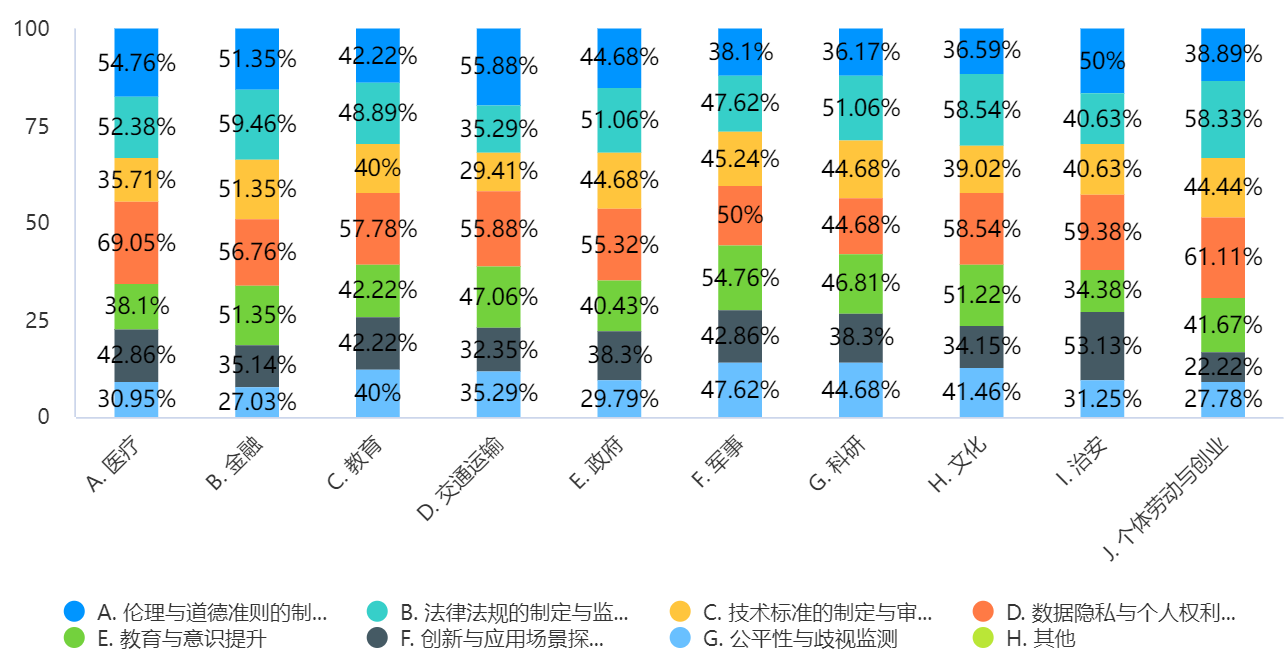 100
54.76% 51.35% 42.22% 55.88% 44.68% 38.1% 36.17% 36.59% 50% 38.89%
52.38% 59.46% 48.89% 35.29% 51.06% 47.62% 51.06% 58.54% 40.63% 58.33%
75
35.71% 51.35% 40% 29.41% 44.68% 45.24% 44.68% 39.02% 40.63% 44.44%
50
69.05% 56.76% 57.78% 55.88% 55.32% 50% 44.68% 58.54% 59.38% 61.11%
38.1% 51.35% 42.22% 47.06% 40.43% 54.76% 46.81% 51.22% 34.38% 41.67%
25
42.86% 35.14% 42.22% 32.35% 38.3% 42.86% 38.3% 34.15% 53.13% 22.22%
30.95% 27.03% 40% 35.29% 29.79% 47.62% 44.68% 41.46% 31.25% 27.78%
0
A. 医疗
B. 金融
C. 教育
D. 交通运输
E. 政府
F. 军事
G. 科研
H. 文化
I. 治安
J. 个体劳动与创业
A. 伦理与道德准则的制... B. 法律法规的制定与监... C. 技术标准的制定与审... D. 数据隐私与个人权利...
E. 教育与意识提升 F. 创新与应用场景探... G. 公平性与歧视监测 H. 其他